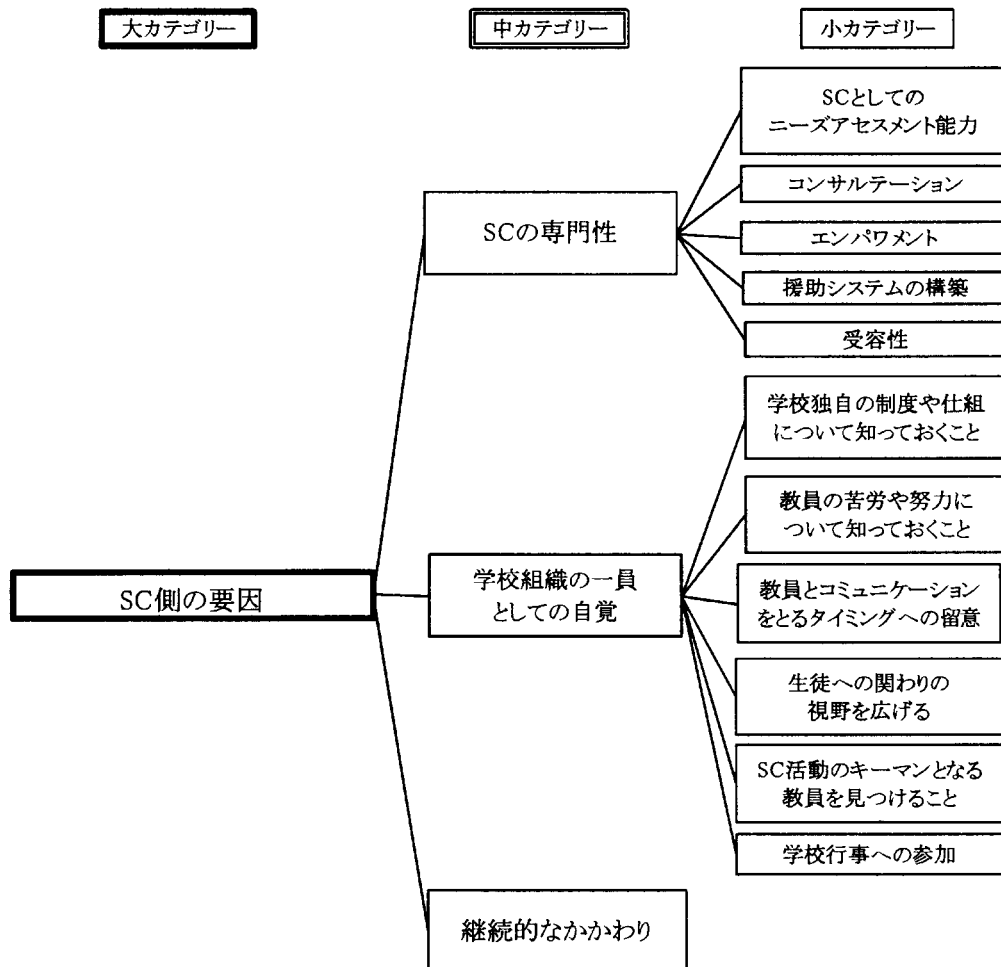 大カテゴリー
中カテゴリー
小カテゴリー
SCとしての
ニーズアセスメント能力
コンサルテーション
SCの専門性
エンパワメント
援助システムの構築
受容性
学校独自の制度や仕組
について知っておくこと
教員の苦労や努力に
ついて知っておくこと
SC側の要因
学校組織の一員
としての自覚
教員とコミュニケーション
をとるタイミングへの留意
生徒への関わりの
視野を広げる
SC活動のキーマンとなる
教員を見つけること
学校行事への参加
継続的なかかわり